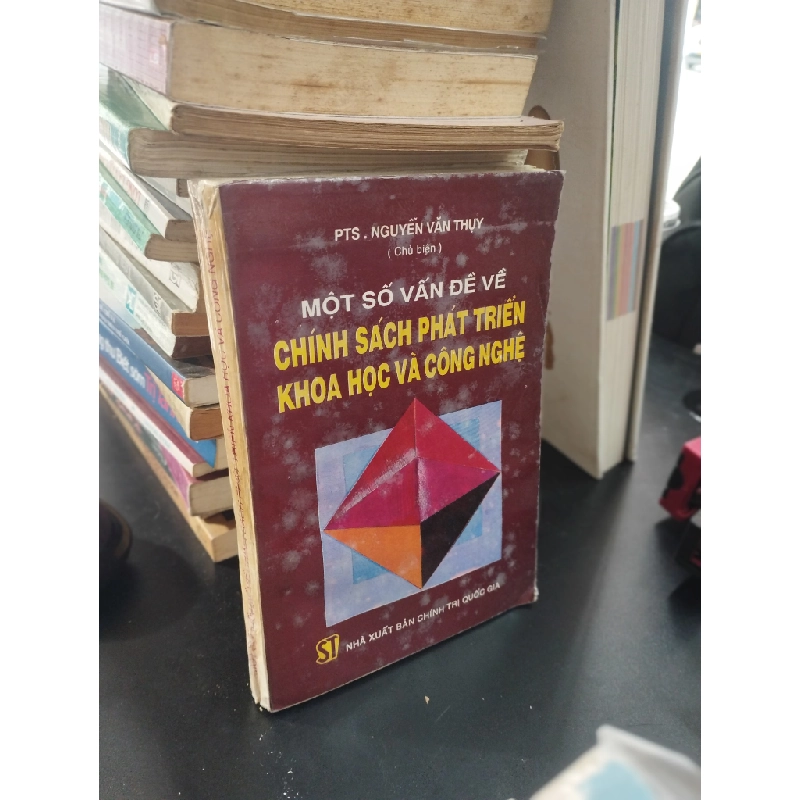 PTS . NGUYỄN VĂN THỤY
( Chủ biên )
MỘT SỐ VẤN ĐỀ VỀ
CHÍNH SÁCH PHÁT TRIỂN
KHOA HỌC VÀ CÔNG NGHỆ
ST
NHÀ XUẤT BẢN CHÍNH TRỊ QUỐC GIA